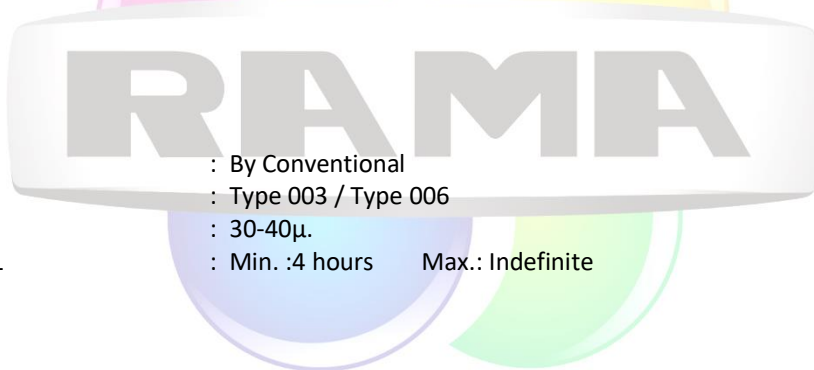 RAMA
: By Conventional
: Type 003 / Type 006
: 30-40µ.
: Min. :4 hours Max.: Indefinite